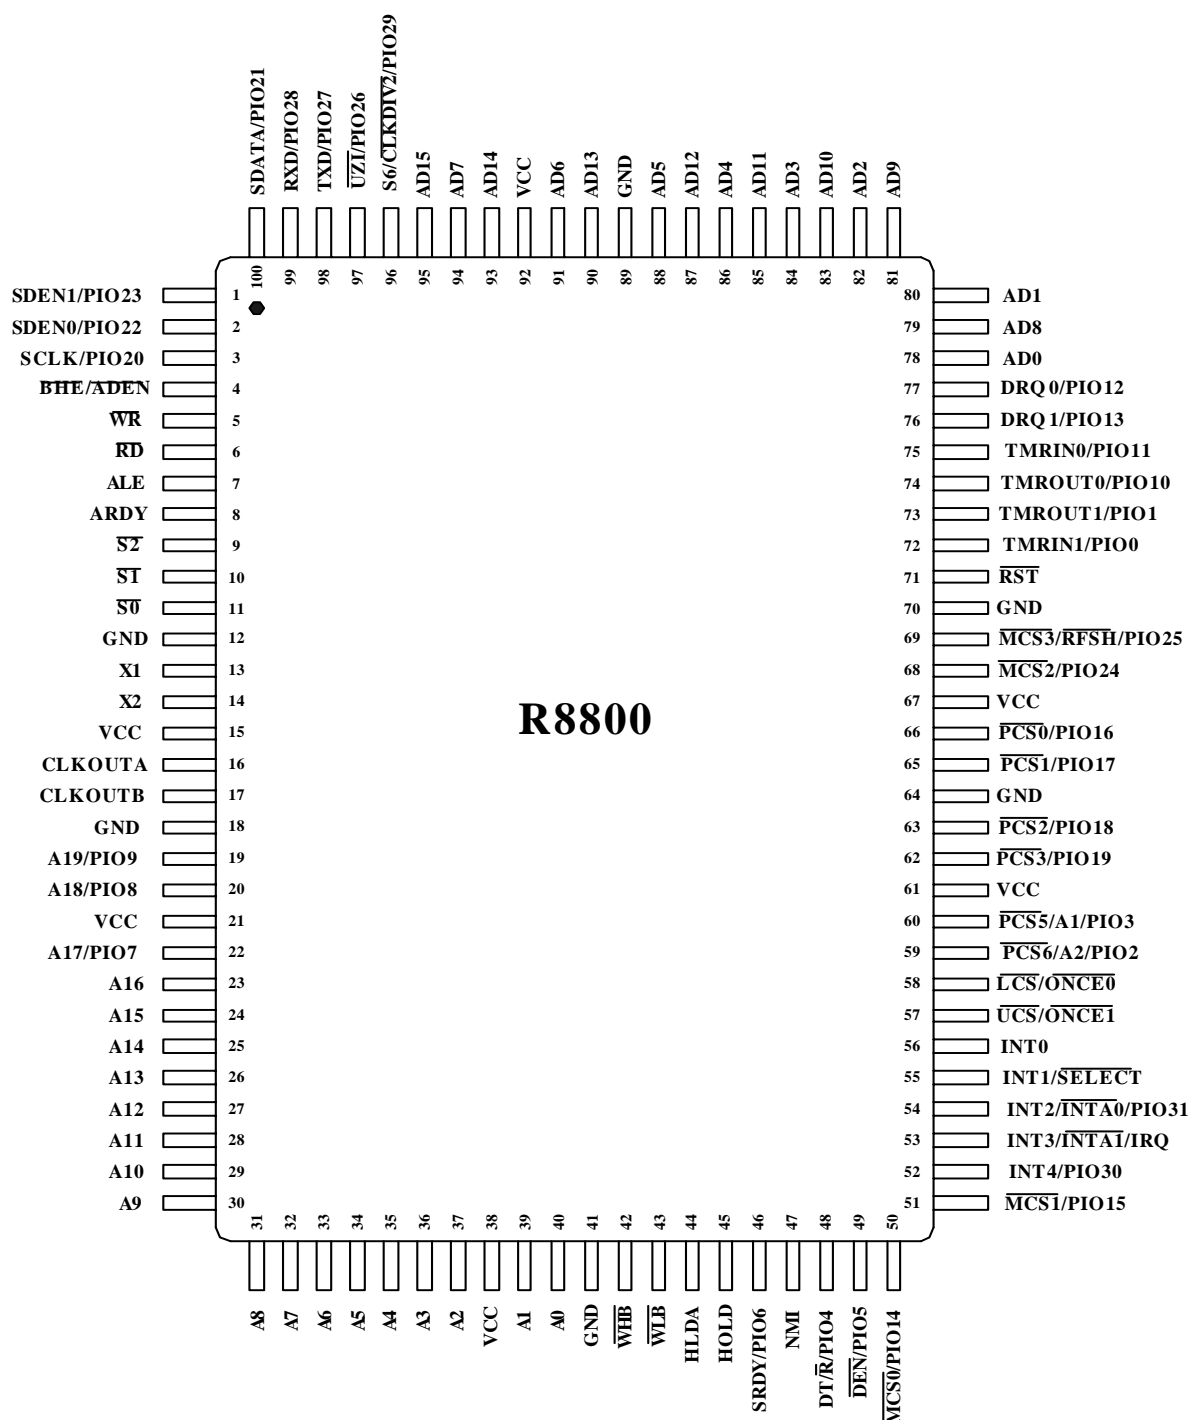 SDATA/PIO21
RXD/PIO28
TXD/PIO27
UZI/PIO26
S6/CLKDIV2/PIO29
AD15
AD7
AD14
VCC
AD6
AD13
GND
AD5
AD12
AD4
AD11
AD3
AD10
AD2
AD9
100
99
98
97
96
95
94
93
92
91
90
89
88
87
86
85
84
83
82
81
SDEN1/PIO23 1
SDEN0/PIO22 2
SCLK/PIO20 3
BHE/ADEN 4
WR 5
RD 6
ALE 7
ARDY 8
S2 9
S1 10
S0 11
GND 12
X1 13
X2 14
VCC 15
CLKOUTA 16
CLKOUTB 17
GND 18
A19/PIO9 19
A18/PIO8 20
VCC 21
A17/PIO7 22
A16 23
A15 24
A14 25
A13 26
A12 27
A11 28
A10 29
A9 30
R8800
80 AD1
79 AD8
78 AD0
77 DRQ0/PIO12
76 DRQ1/PIO13
75 TMRIN0/PIO11
74 TMROUT0/PIO10
73 TMROUT1/PIO1
72 TMRIN1/PIO0
71 RST
70 GND
69 MCS3/RFSH/PIO25
68 MCS2/PIO24
67 VCC
66 PCS0/PIO16
65 PCS1/PIO17
64 GND
63 PCS2/PIO18
62 PCS3/PIO19
61 VCC
60 PCS5/A1/PIO3
59 PCS6/A2/PIO2
58 LCS/ONCE0
57 UCS/ONCE1
56 INT0
55 INT1/SELECT
54 INT2/INTA0/PIO31
53 INT3/INTA1/IRQ
52 INT4/PIO30
51 MCS1/PIO15
31
32
33
34
35
36
37
38
39
40
41
42
43
44
45
46
47
48
49
50
A8
A7
A6
A5
A4
A3
A2
VCC
A1
A0
GND
WHB
WLB
HLDA
HOLD
SRDY/PIO6
NMI
DT/R/PIO4
DEN/PIO5
MCS0/PIO14